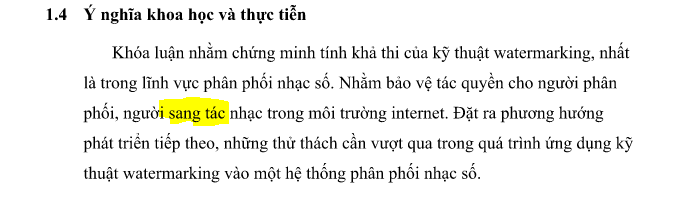 1.4 Ý nghĩa khoa học và thực tiễn
Khóa luận nhằm chứng minh tính khả thi của kỹ thuật watermarking, nhất
là trong lĩnh vực phân phối nhạc số. Nhằm bảo vệ tác quyền cho người phân
phối, người sang tác nhạc trong môi trường internet. Đặt ra phương hướng
phát triển tiếp theo, những thử thách cần vượt qua trong quá trình ứng dụng kỹ
thuật watermarking vào một hệ thống phân phối nhạc số.